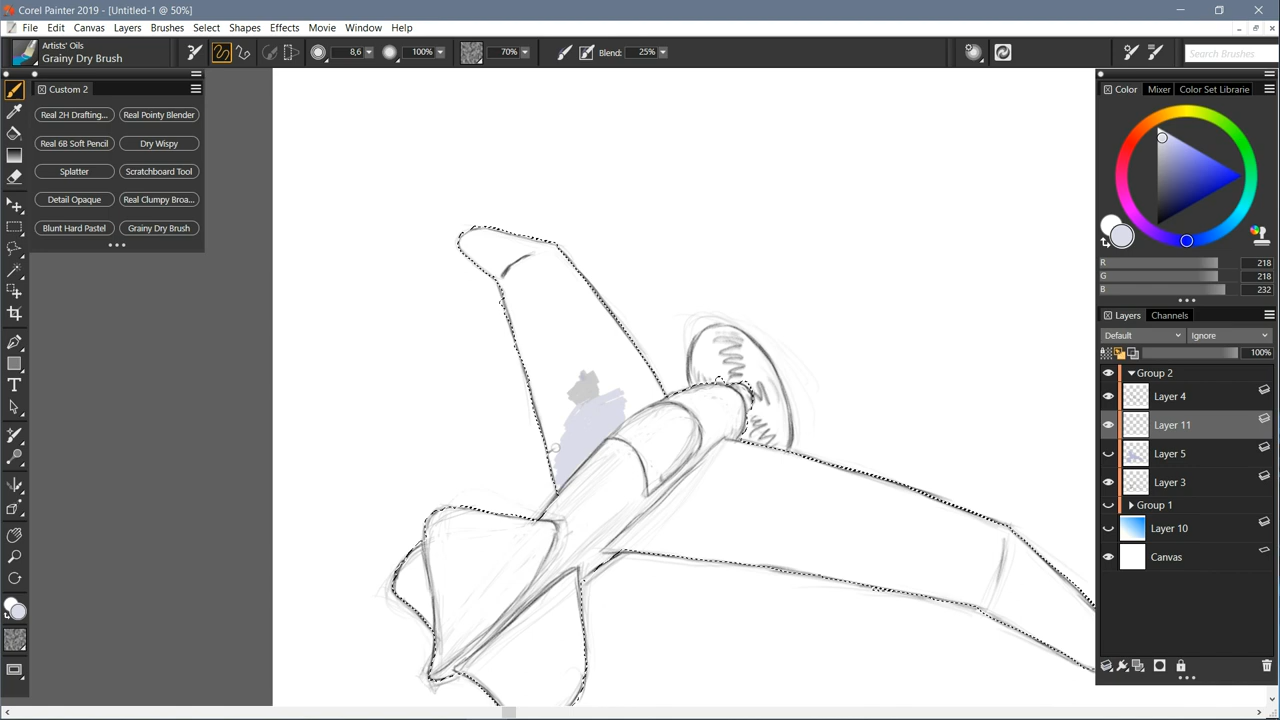 Corel Painter 2019 - [Untitled-1 @ 50%]
File Edit Canvas Layers Brushes Select Shapes Effects Movie Window Help
Artists' Oils
Grainy Dry Brush
8,6 100% 70% Blend: 25% Search Brushes
Custom 2
Real 2H Drafting... Real Pointy Blender
Real 6B Soft Pencil Dry Wispy
Splatter Scratchboard Tool
Detail Opaque Real Clumpy Broa...
Blunt Hard Pastel Grainy Dry Brush
Color Mixer Color Set Librarie
R 218
G 218
B 232
Layers Channels
Default Ignore
100%
Group 2
Layer 4
Layer 11
Layer 5
Layer 3
Group 1
Layer 10
Canvas